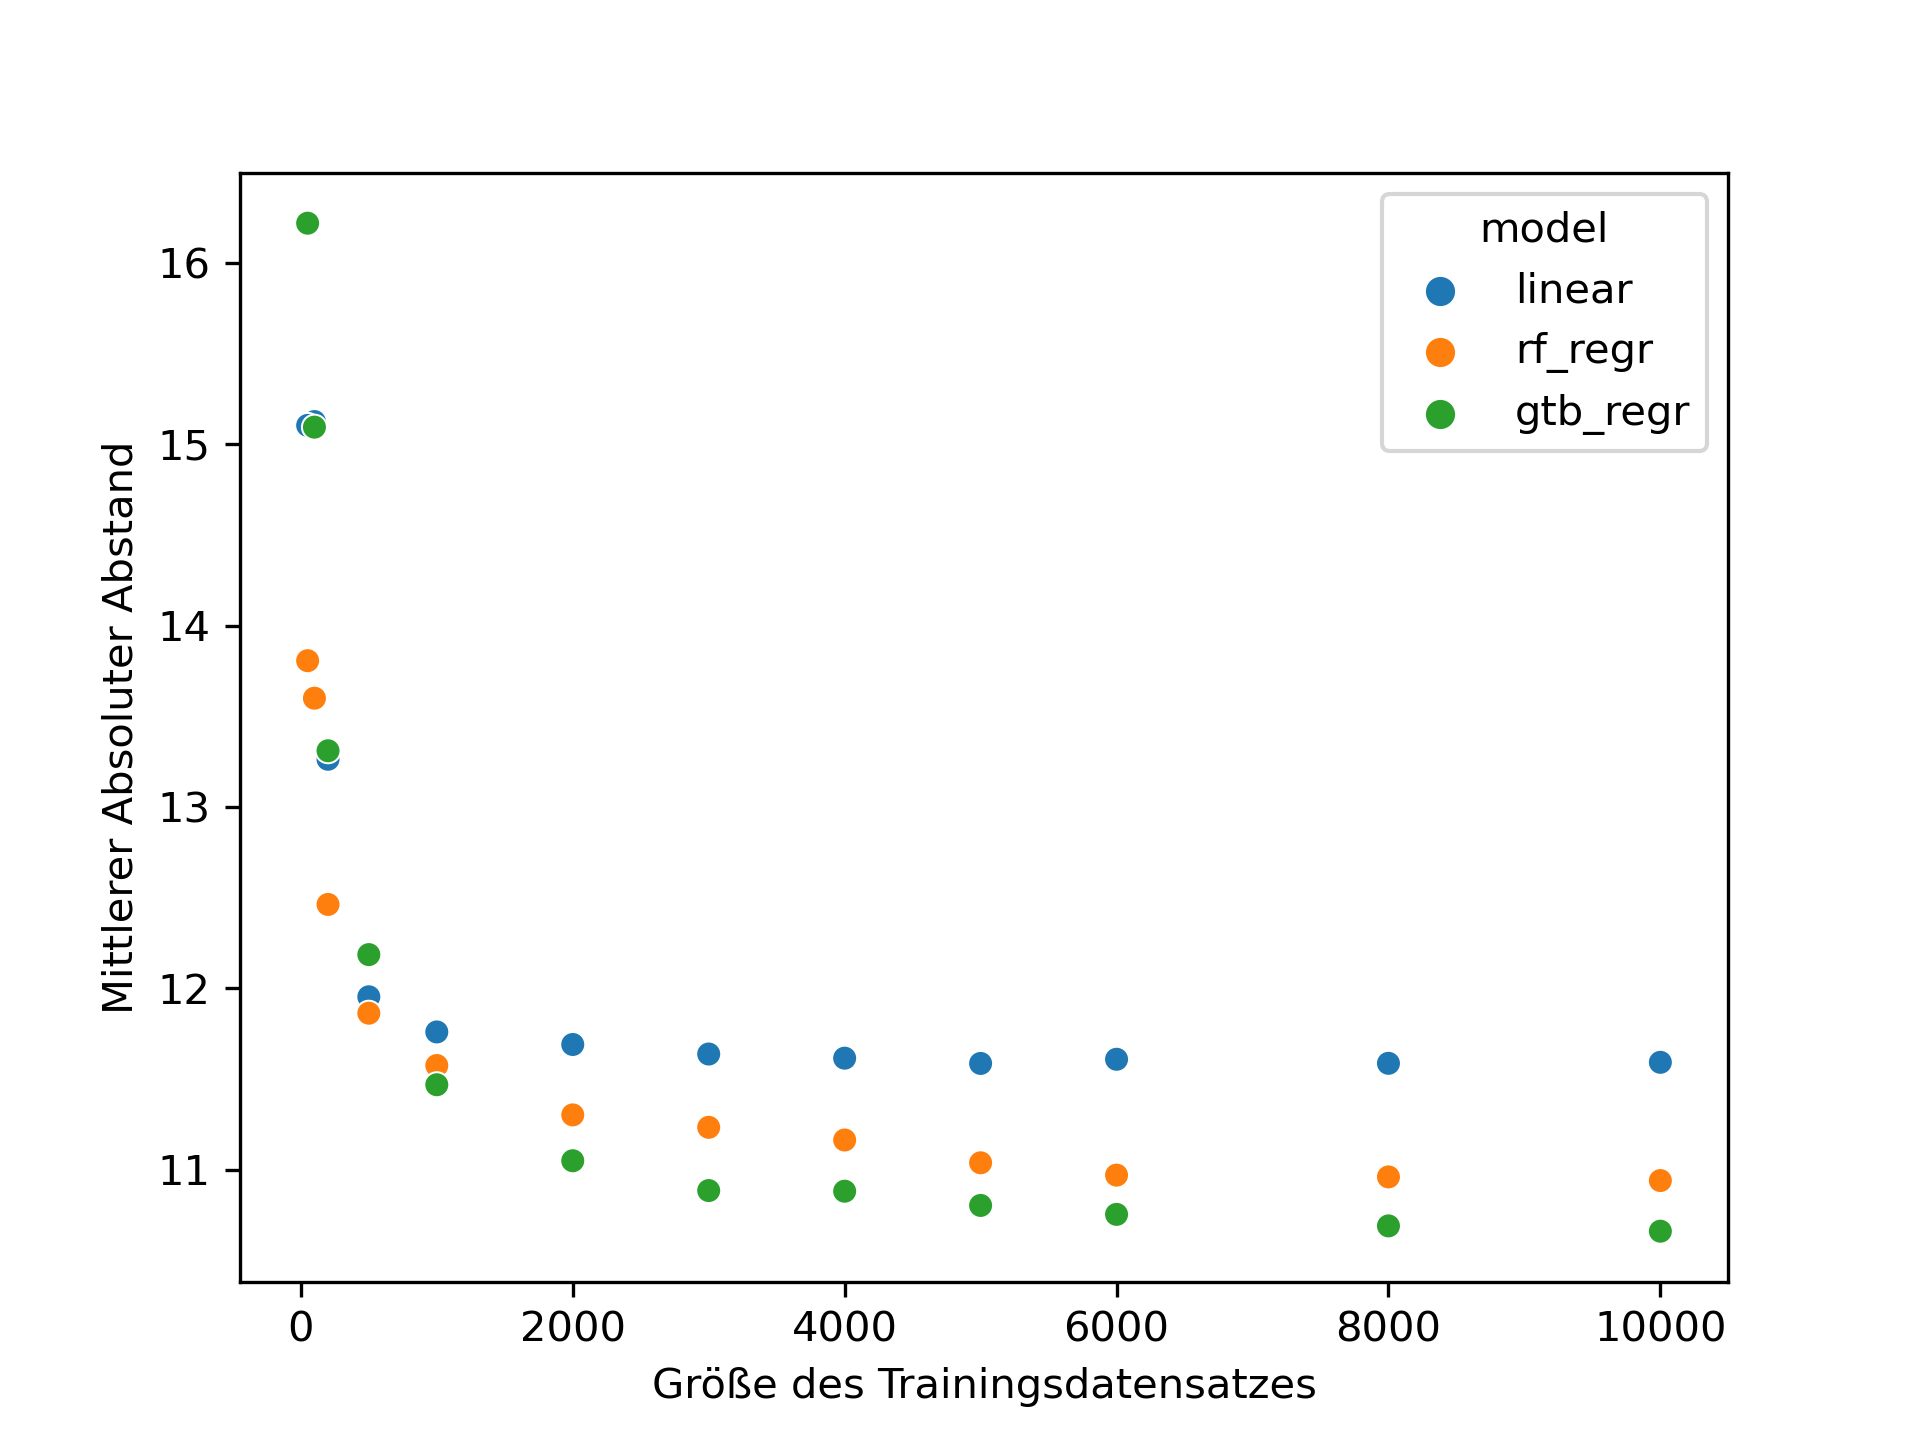 model
linear
rf_regr
gtb_regr
Mittlerer Absoluter Abstand
16
15
14
13
12
11
0 2000 4000 6000 8000 10000
Größe des Trainingsdatensatzes